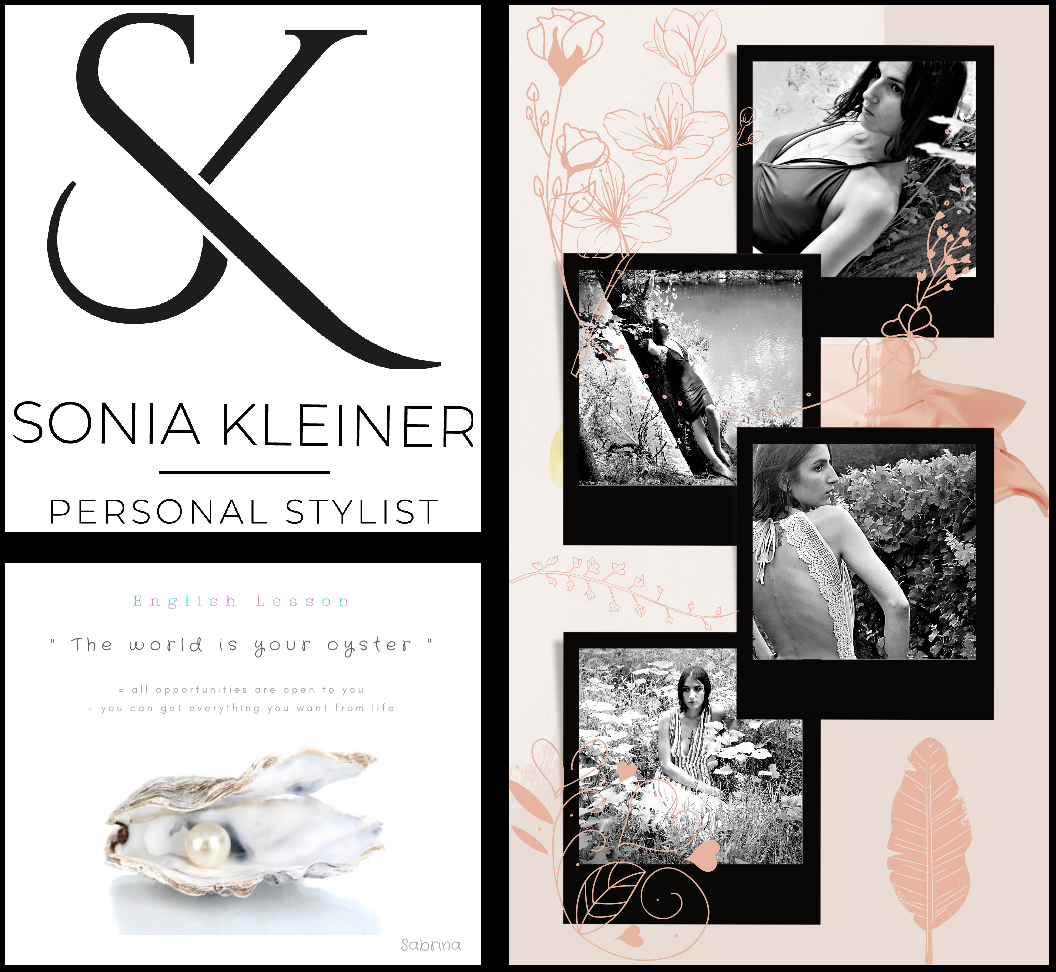 SK
SONIA KLEINER
PERSONAL STYLIST
English Lesson
" The world is your oyster "
= all opportunities are open to you
= you can get everything you want from life
Sabrina